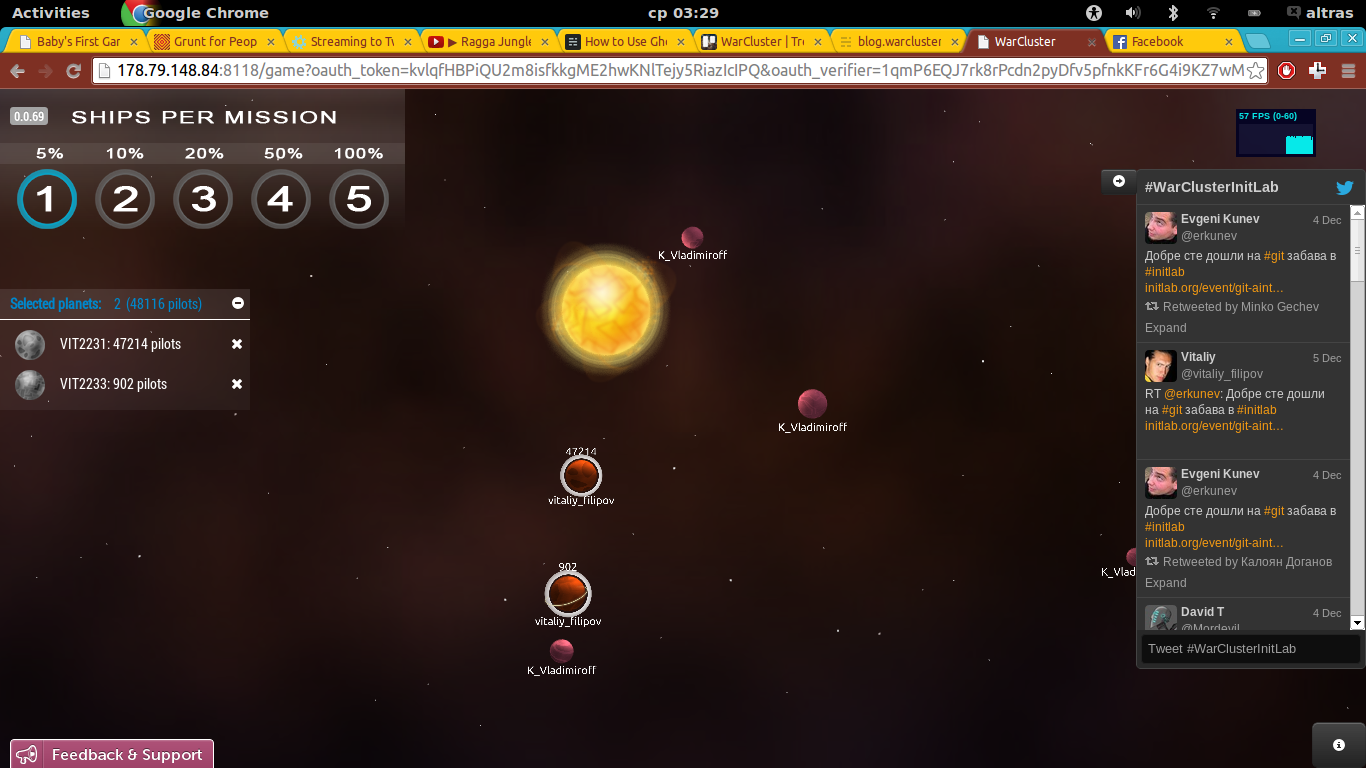 Activities
Google Chrome
ср 03:29
altras
Baby's First Gar
Grunt for Peop
Streaming to Tv
▶ Ragga Jungle
How to Use Gho
WarCluster | Tre
blog.warcluster
WarCluster
Facebook
178.79.148.84:8118/game?oauth_token=kvlqfHBPiQU2m8isfkkgME2hwKNlTejy5RiazIcIPQ&oauth_verifier=1qmP6EQJ7rk8rPcdn2pyDfv5pfnkKFr6G4i9KZ7wM
0.0.69
SHIPS PER MISSION
5% 10% 20% 50% 100%
1 2 3 4 5
57 FPS (0-60)
Selected planets: 2 (48116 pilots)
VIT2231: 47214 pilots
VIT2233: 902 pilots
K_Vladimiroff
K_Vladimiroff
47214
vitaliy_filipov
902
vitaliy_filipov
K_Vladimiroff
K_Vlad
#WarClusterInitLab
Evgeni Kunev 4 Dec
@erkunev
Добре сте дошли на #git забава в
#initlab
initlab.org/event/git-aint…
Retweeted by Minko Gechev
Expand
Vitaliy 5 Dec
@vitaliy_filipov
RT @erkunev: Добре сте дошли
на #git забава в #initlab
initlab.org/event/git-aint…
Evgeni Kunev 4 Dec
@erkunev
Добре сте дошли на #git забава в
#initlab
initlab.org/event/git-aint…
Retweeted by Калоян Доганов
Expand
David T 4 Dec
@Mordevil
Tweet #WarClusterInitLab
Feedback & Support